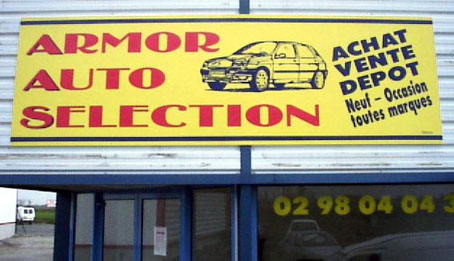 ARMOR
AUTO
SELECTION
ACHAT
VENTE
DEPOT
Neuf - Occasion
toutes marques
02 98 04 04 3